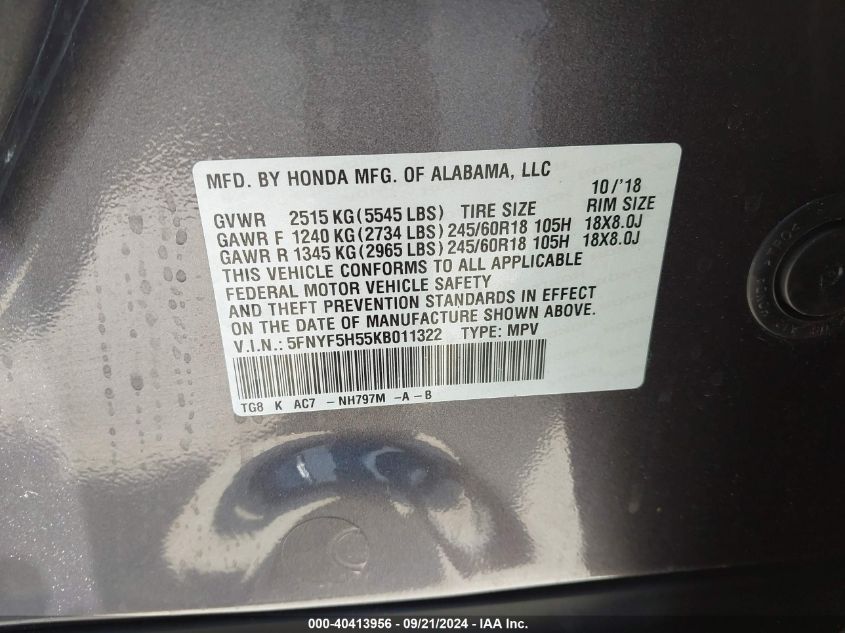 MFD. BY HONDA MFG. OF ALABAMA, LLC
10/'18
GVWR 2515 KG(5545 LBS) TIRE SIZE RIM SIZE
GAWR F 1240 KG(2734 LBS) 245/60R18 105H 18X8.0J
GAWR R 1345 KG(2965 LBS) 245/60R18 105H 18X8.0J
THIS VEHICLE CONFORMS TO ALL APPLICABLE
FEDERAL MOTOR VEHICLE SAFETY
AND THEFT PREVENTION STANDARDS IN EFFECT
ON THE DATE OF MANUFACTURE SHOWN ABOVE.
V.I.N.: 5FNYF5H55KB011322 TYPE: MPV
TG8 K AC7 - NH797M -A - B
000-40413956 - 09/21/2024 - IAA Inc.